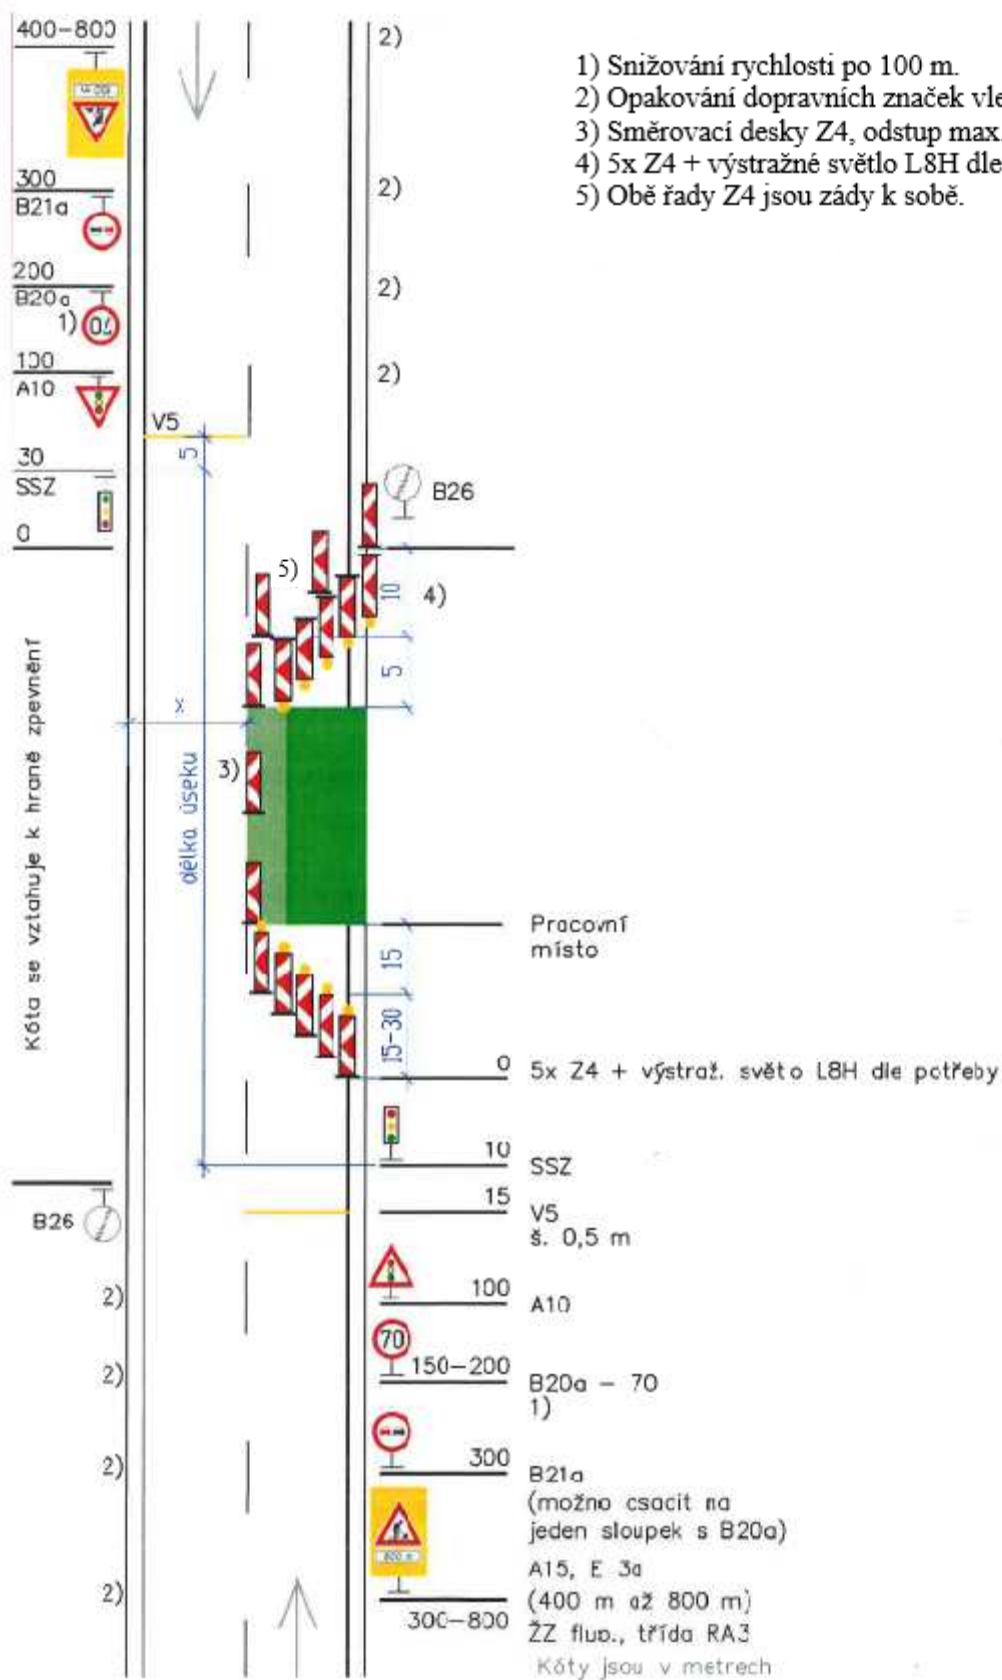 400-800
2)
1) Snižování rychlosti po 100 m.
2) Opakování dopravních značek vle
3) Směrovací desky Z4, odstup max.
4) 5x Z4 + výstražné světlo L8H dle
5) Obě řady Z4 jsou zády k sobě.
300
B21a
2)
200
B20a
1)
70
2)
100
A10
2)
V5
5
30
SSZ
0
B26
5)
10
4)
5
x
3)
délka úseku
Kóta se vztahuje k hraně zpevnění
Pracovní
místo
15
15-30
0
5x Z4 + výstraž. světo L8H dle potřeby
10
SSZ
15
V5
š. 0,5 m
B26
2)
100
A10
70
150-200
B20a - 70
1)
2)
300
B21a
(možno csacit na
jeden sloupek s B20a)
2)
800 m
A15, E 3a
(400 m až 800 m)
300-800
ŽZ fluo., třída RA3
2)
Kóty jsou v metrech